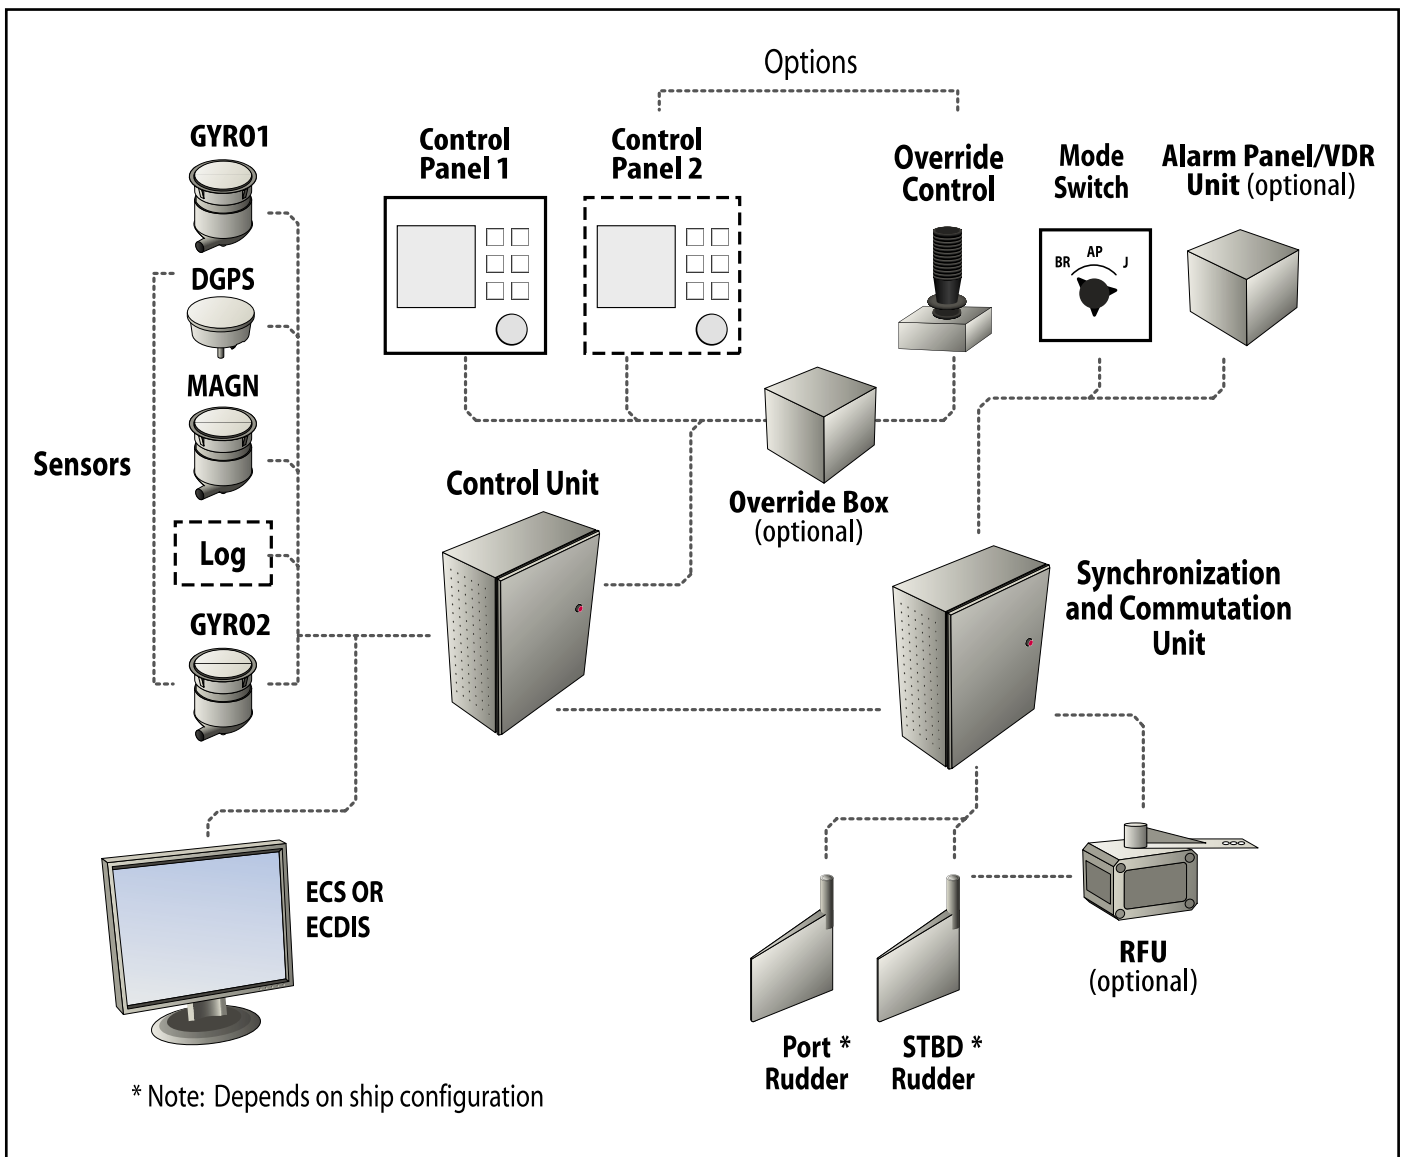 Options
GYRO1
Control
Panel 1
Control
Panel 2
Override
Control
Mode
Switch
Alarm Panel/VDR
Unit (optional)
BR
AP
J
DGPS
MAGN
Sensors
Log
GYRO2
Control Unit
Override Box
(optional)
Synchronization
and Commutation
Unit
ECS OR
ECDIS
RFU
(optional)
Port *
Rudder
STBD *
Rudder
* Note: Depends on ship configuration